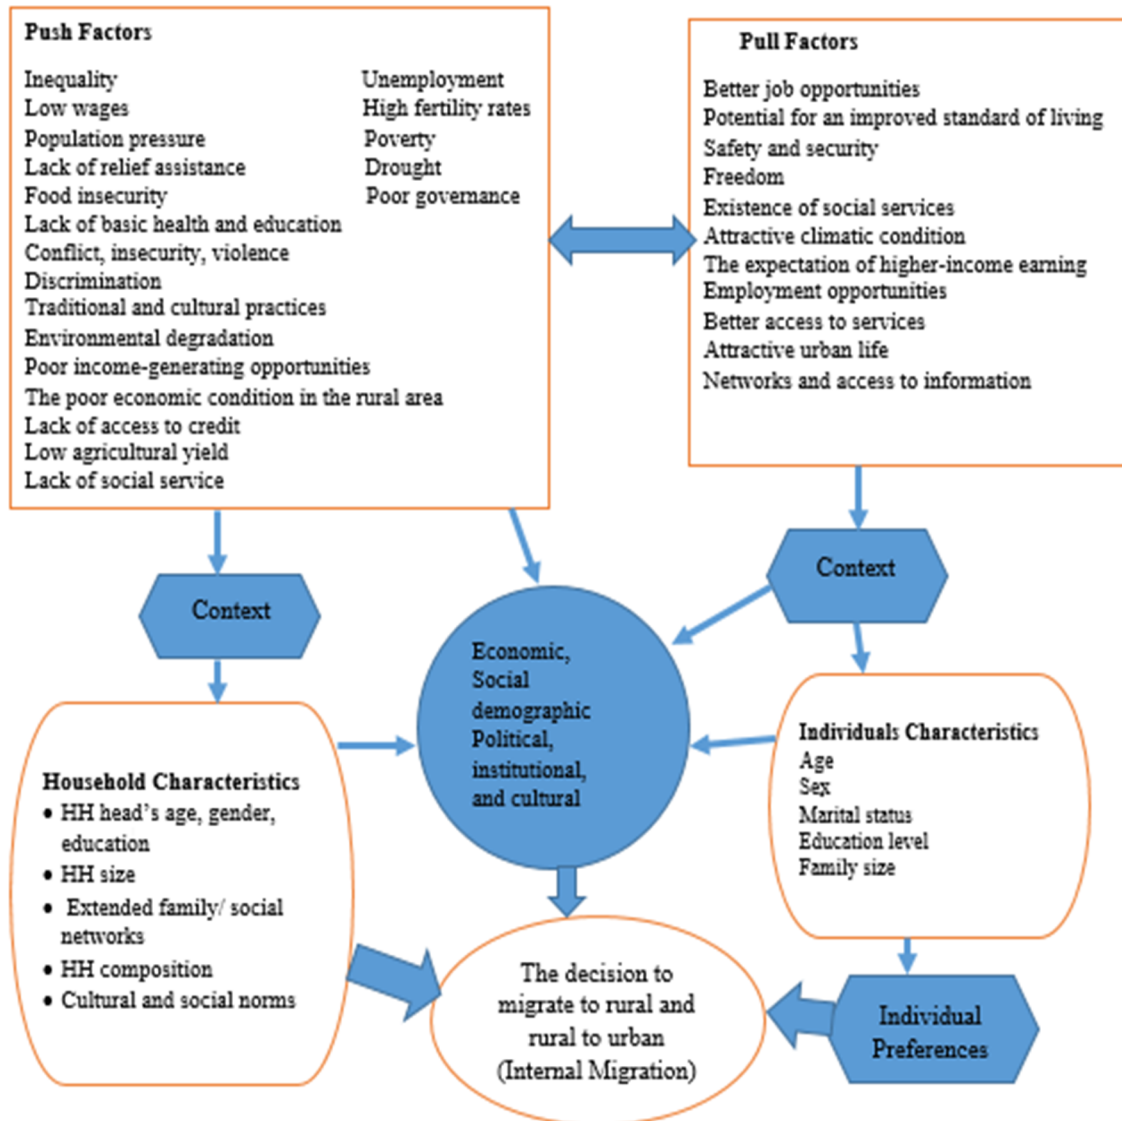 Push Factors
Inequality
Low wages
Population pressure
Lack of relief assistance
Food insecurity
Lack of basic health and education
Conflict, insecurity, violence
Discrimination
Traditional and cultural practices
Environmental degradation
Poor income-generating opportunities
The poor economic condition in the rural area
Lack of access to credit
Low agricultural yield
Lack of social service
Unemployment
High fertility rates
Poverty
Drought
Poor governance
Pull Factors
Better job opportunities
Potential for an improved standard of living
Safety and security
Freedom
Existence of social services
Attractive climatic condition
The expectation of higher-income earning
Employment opportunities
Better access to services
Attractive urban life
Networks and access to information
Context
Context
Economic,
Social
demographic
Political,
institutional,
and cultural
Household Characteristics
• HH head's age, gender,
education
• HH size
• Extended family/ social
networks
• HH composition
• Cultural and social norms
Individuals Characteristics
Age
Sex
Marital status
Education level
Family size
The decision to
migrate to rural and
rural to urban
(Internal Migration)
Individual
Preferences